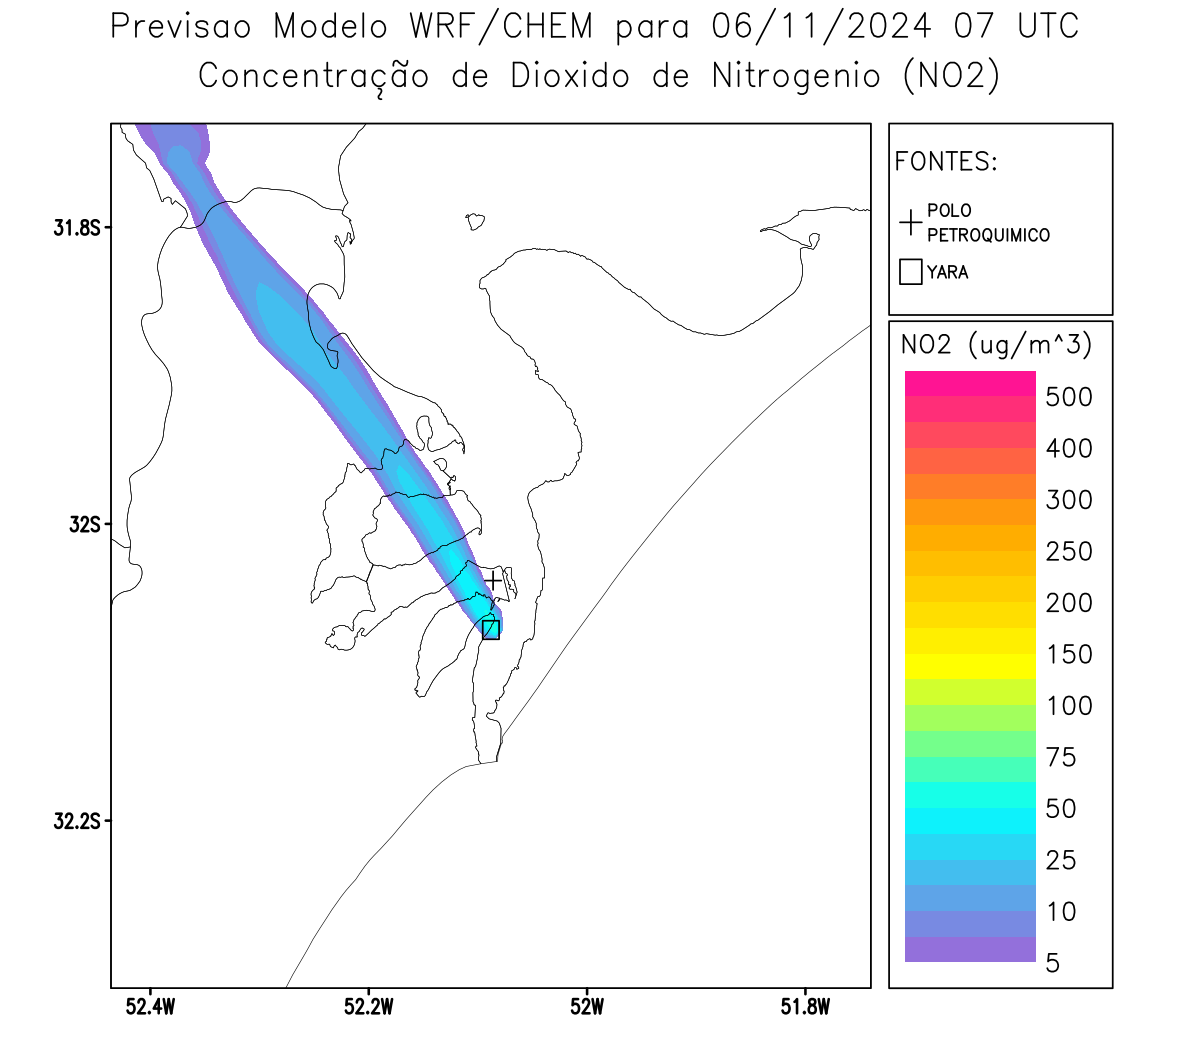 Previsao Modelo WRF/CHEM para 06/11/2024 07 UTC
Concentração de Dioxido de Nitrogenio (NO2)
FONTES:
POLO
PETROQUIMICO
YARA
31.8S
32S
32.2S
52.4W
52.2W
52W
51.8W
NO2 (ug/m^3)
500
400
300
250
200
150
100
75
50
25
10
5